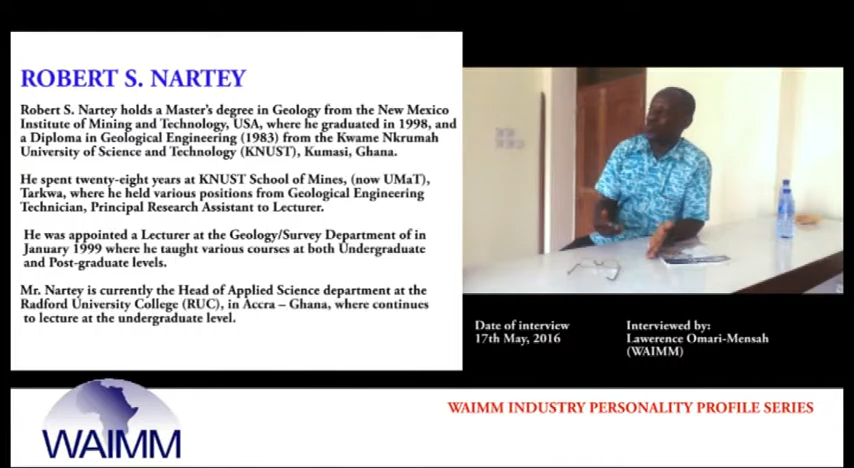 ROBERT S. NARTEY
Robert S. Nartey holds a Master's degree in Geology from the New Mexico
Institute of Mining and Technology, USA, where he graduated in 1998, and
a Diploma in Geological Engineering (1983) from the Kwame Nkrumah
University of Science and Technology (KNUST), Kumasi, Ghana.
He spent twenty-eight years at KNUST School of Mines, (now UMaT),
Tarkwa, where he held various positions from Geological Engineering
Technician, Principal Research Assistant to Lecturer.
He was appointed a Lecturer at the Geology/Survey Department of in
January 1999 where he taught various courses at both Undergraduate
and Post-graduate levels.
Mr. Nartey is currently the Head of Applied Science department at the
Radford University College (RUC), in Accra – Ghana, where continues
to lecture at the undergraduate level.
Date of interview
17th May, 2016
Interviewed by:
Lawerence Omari-Mensah
(WAIMM)
WAIMM INDUSTRY PERSONALITY PROFILE SERIES
WAIMM